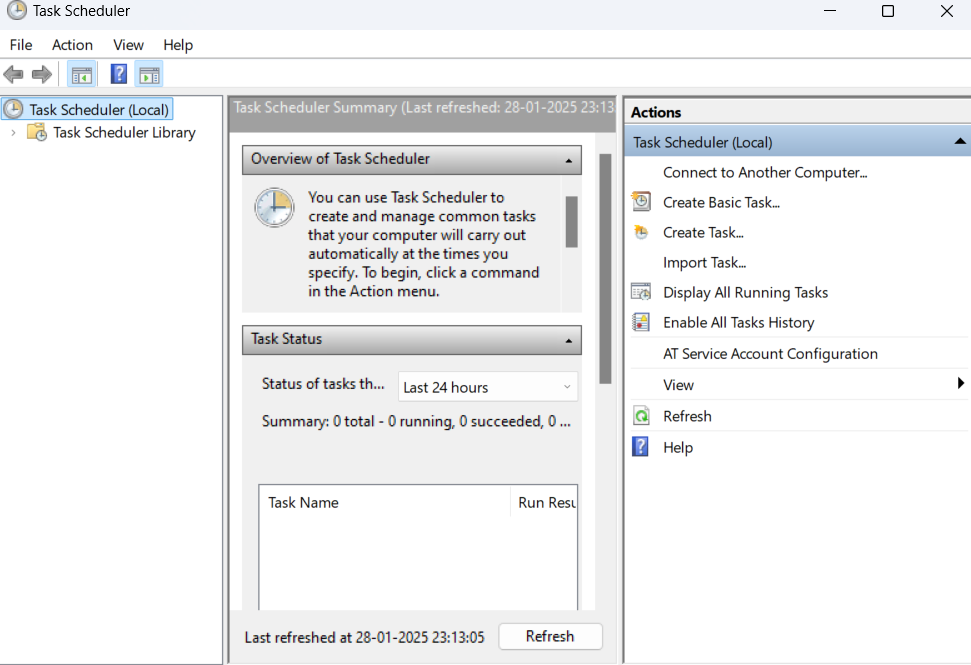 Task Scheduler
File Action View Help
Task Scheduler (Local)
Task Scheduler Library
Task Scheduler Summary (Last refreshed: 28-01-2025 23:13
Overview of Task Scheduler
You can use Task Scheduler to
create and manage common tasks
that your computer will carry out
automatically at the times you
specify. To begin, click a command
in the Action menu.
Task Status
Status of tasks th... Last 24 hours
Summary: 0 total - 0 running, 0 succeeded, 0 ...
Task Name Run Resu
Last refreshed at 28-01-2025 23:13:05 Refresh
Actions
Task Scheduler (Local)
Connect to Another Computer...
Create Basic Task...
Create Task...
Import Task...
Display All Running Tasks
Enable All Tasks History
AT Service Account Configuration
View
Refresh
Help